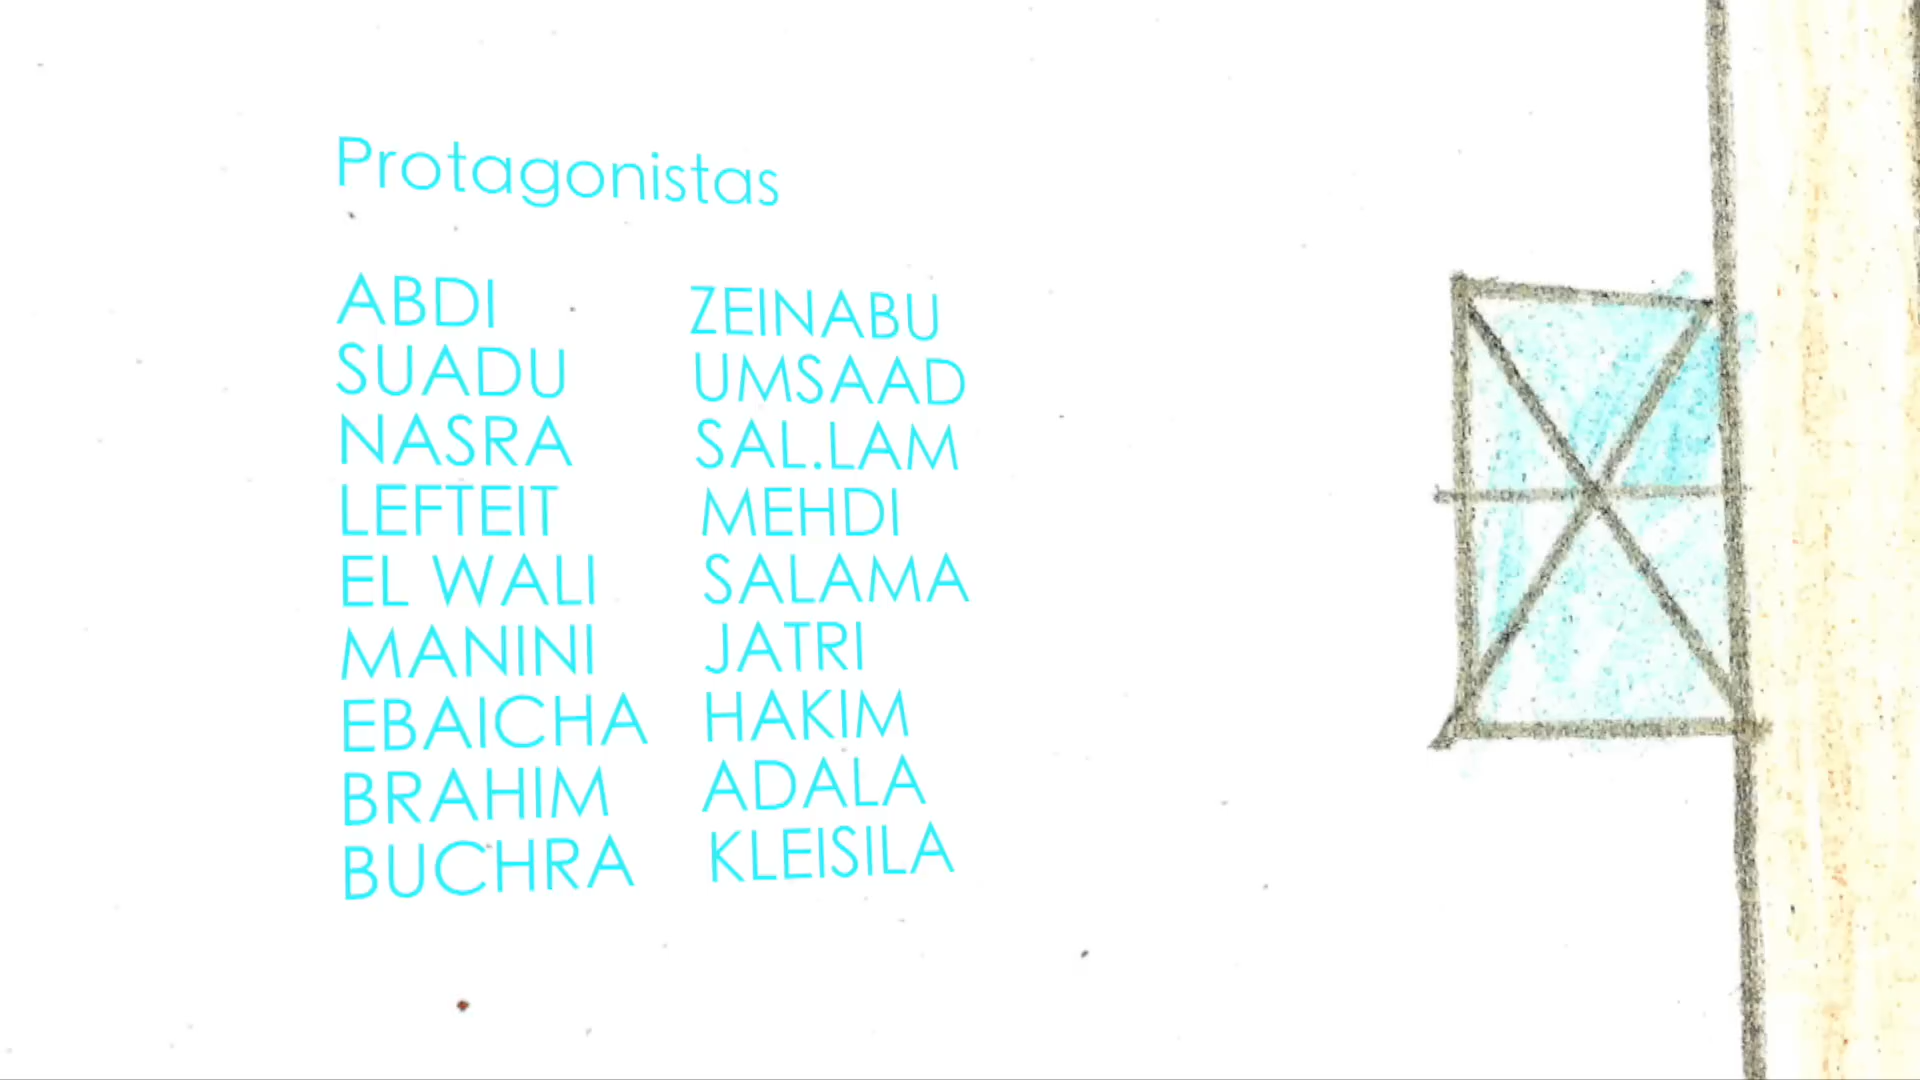 Protagonistas
ABDI
SUADU
NASRA
LEFTEIT
EL WALI
MANINI
EBAICHA
BRAHIM
BUCHRA
ZEINABU
UMSAAD
SAL.LAM
MEHDI
SALAMA
JATRI
HAKIM
ADALA
KLEISILA